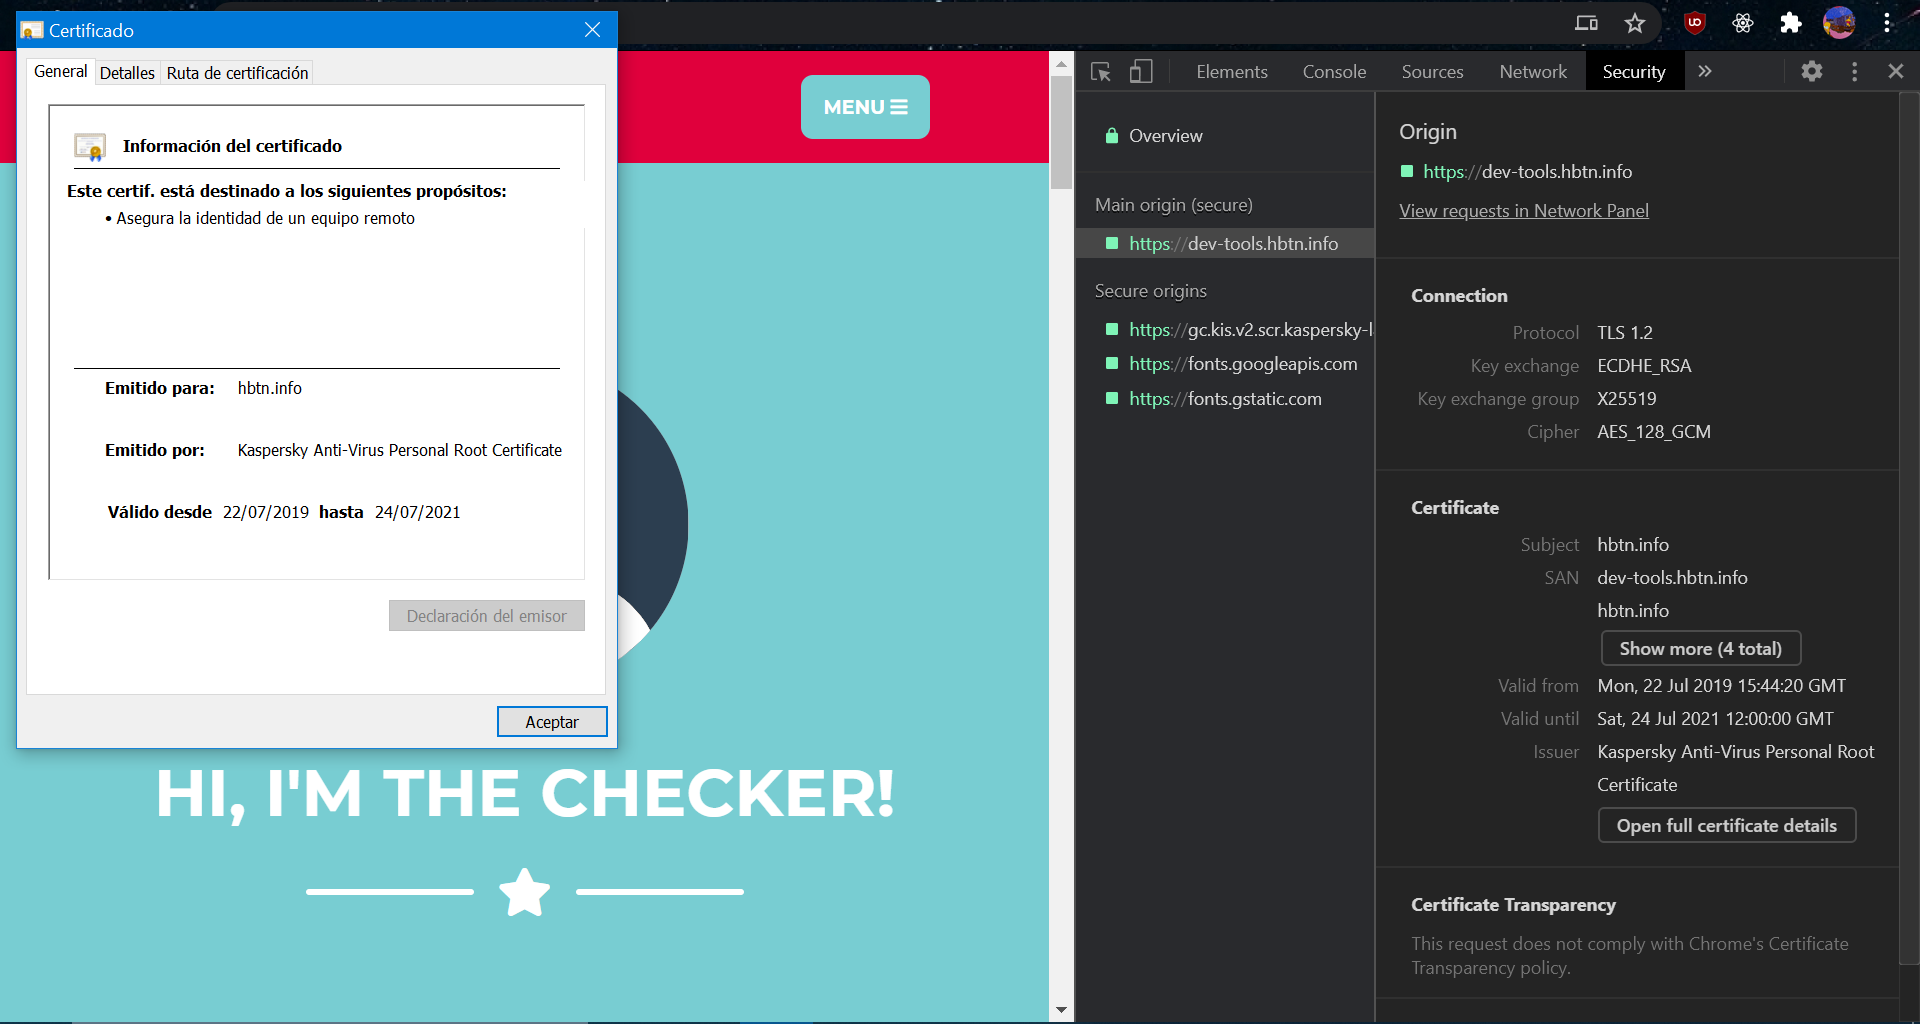 Certificado
General
Detalles
Ruta de certificación
Información del certificado
Este certif. está destinado a los siguientes propósitos:
• Asegura la identidad de un equipo remoto
Emitido para: hbtn.info
Emitido por: Kaspersky Anti-Virus Personal Root Certificate
Válido desde 22/07/2019 hasta 24/07/2021
Declaración del emisor
Aceptar
MENU
HI, I'M THE CHECKER!
Elements
Console
Sources
Network
Security
Overview
Main origin (secure)
https://dev-tools.hbtn.info
Secure origins
https://gc.kis.v2.scr.kaspersky-l
https://fonts.googleapis.com
https://fonts.gstatic.com
Origin
https://dev-tools.hbtn.info
View requests in Network Panel
Connection
Protocol TLS 1.2
Key exchange ECDHE_RSA
Key exchange group X25519
Cipher AES_128_GCM
Certificate
Subject hbtn.info
SAN dev-tools.hbtn.info
hbtn.info
Show more (4 total)
Valid from Mon, 22 Jul 2019 15:44:20 GMT
Valid until Sat, 24 Jul 2021 12:00:00 GMT
Issuer Kaspersky Anti-Virus Personal Root
Certificate
Open full certificate details
Certificate Transparency
This request does not comply with Chrome's Certificate
Transparency policy.